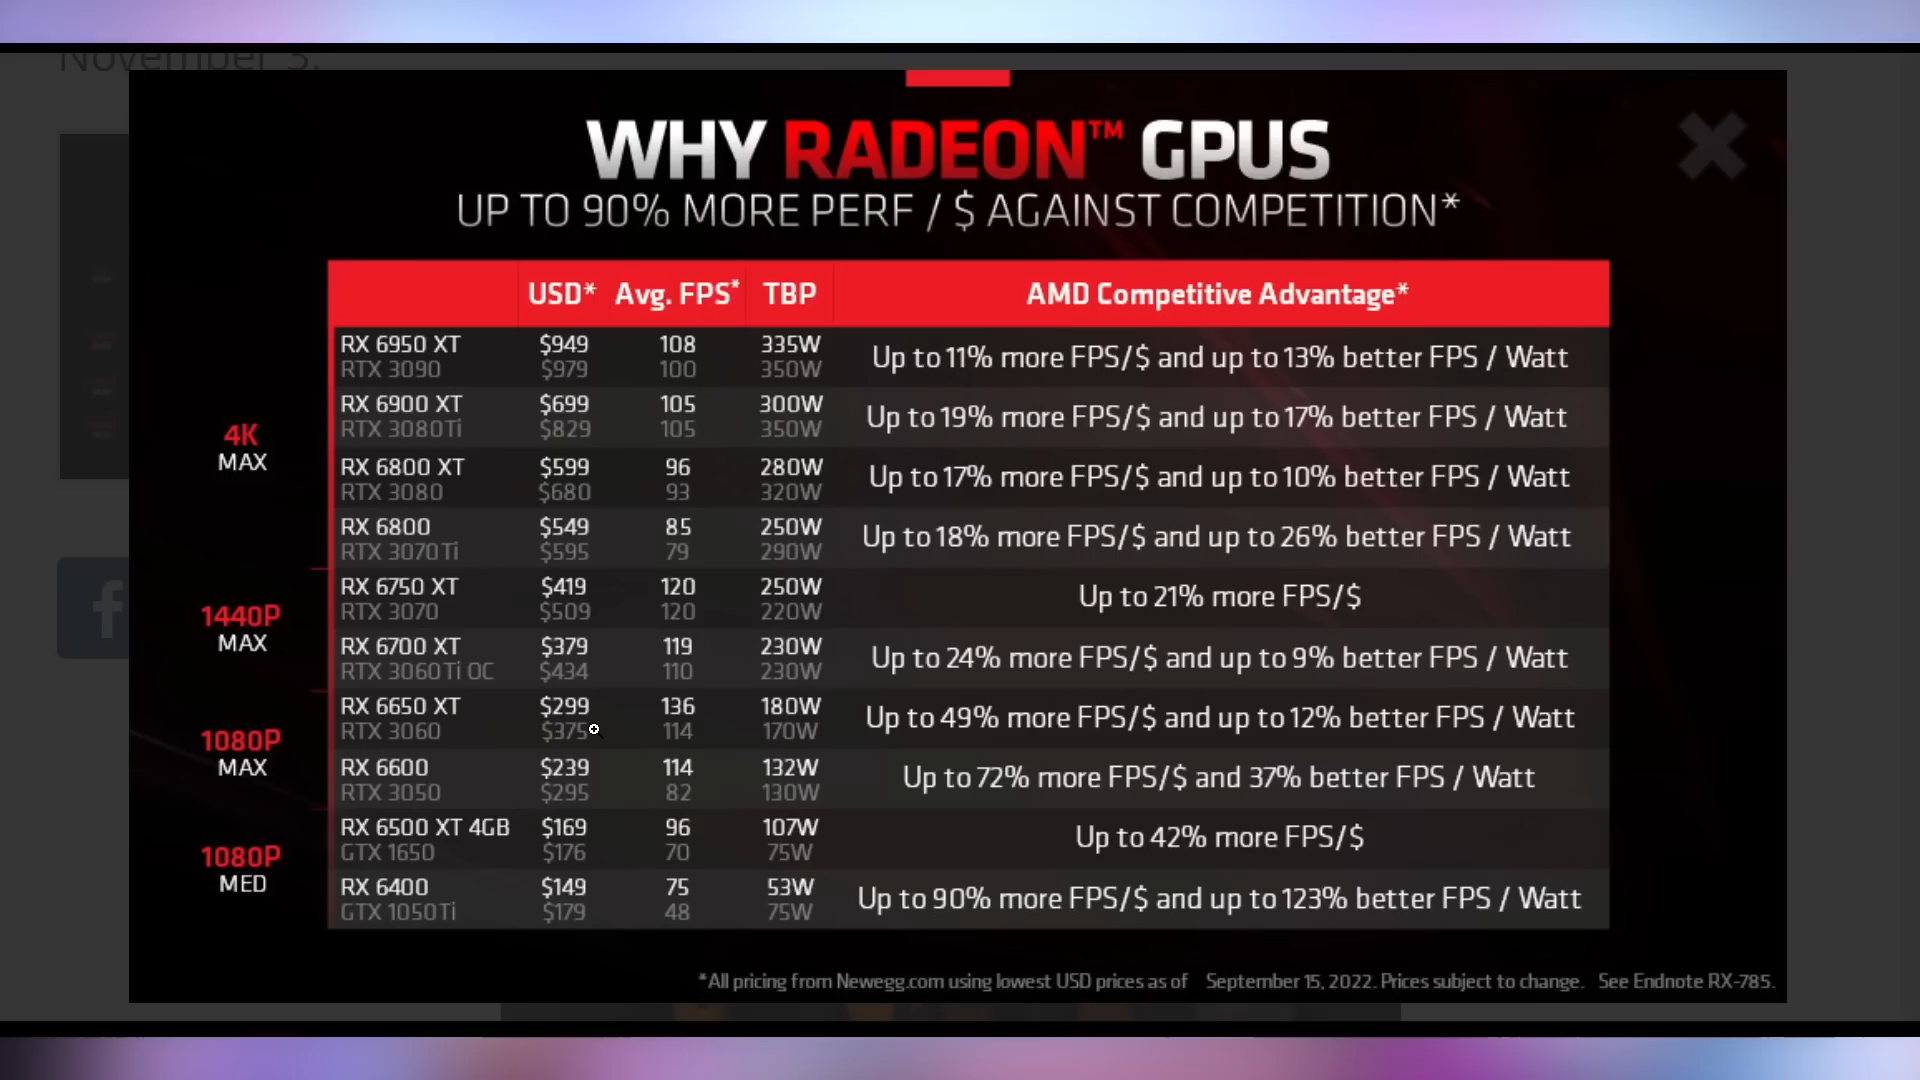 November 3.
WHY RADEON™ GPUS
UP TO 90% MORE PERF / $ AGAINST COMPETITION*
USD* Avg. FPS* TBP AMD Competitive Advantage*
4K
MAX
RX 6950 XT $949 108 335W
RTX 3090 $979 100 350W
Up to 11% more FPS/$ and up to 13% better FPS / Watt
RX 6900 XT $699 105 300W
RTX 3080Ti $829 105 350W
Up to 19% more FPS/$ and up to 17% better FPS / Watt
RX 6800 XT $599 96 280W
RTX 3080 $680 93 320W
Up to 17% more FPS/$ and up to 10% better FPS / Watt
RX 6800 $549 85 250W
RTX 3070Ti $595 79 290W
Up to 18% more FPS/$ and up to 26% better FPS / Watt
1440P
MAX
RX 6750 XT $419 120 250W
RTX 3070 $509 120 220W
Up to 21% more FPS/$
RX 6700 XT $379 119 230W
RTX 3060Ti OC $434 110 230W
Up to 24% more FPS/$ and up to 9% better FPS / Watt
1080P
MAX
RX 6650 XT $299 136 180W
RTX 3060 $375 114 170W
Up to 49% more FPS/$ and up to 12% better FPS / Watt
RX 6600 $239 114 132W
RTX 3050 $295 82 130W
Up to 72% more FPS/$ and 37% better FPS / Watt
1080P
MED
RX 6500 XT 4GB $169 96 107W
GTX 1650 $176 70 75W
Up to 42% more FPS/$
RX 6400 $149 75 53W
GTX 1050Ti $179 48 75W
Up to 90% more FPS/$ and up to 123% better FPS / Watt
*All pricing from Newegg.com using lowest USD prices as of September 15, 2022. Prices subject to change. See Endnote RX-785.